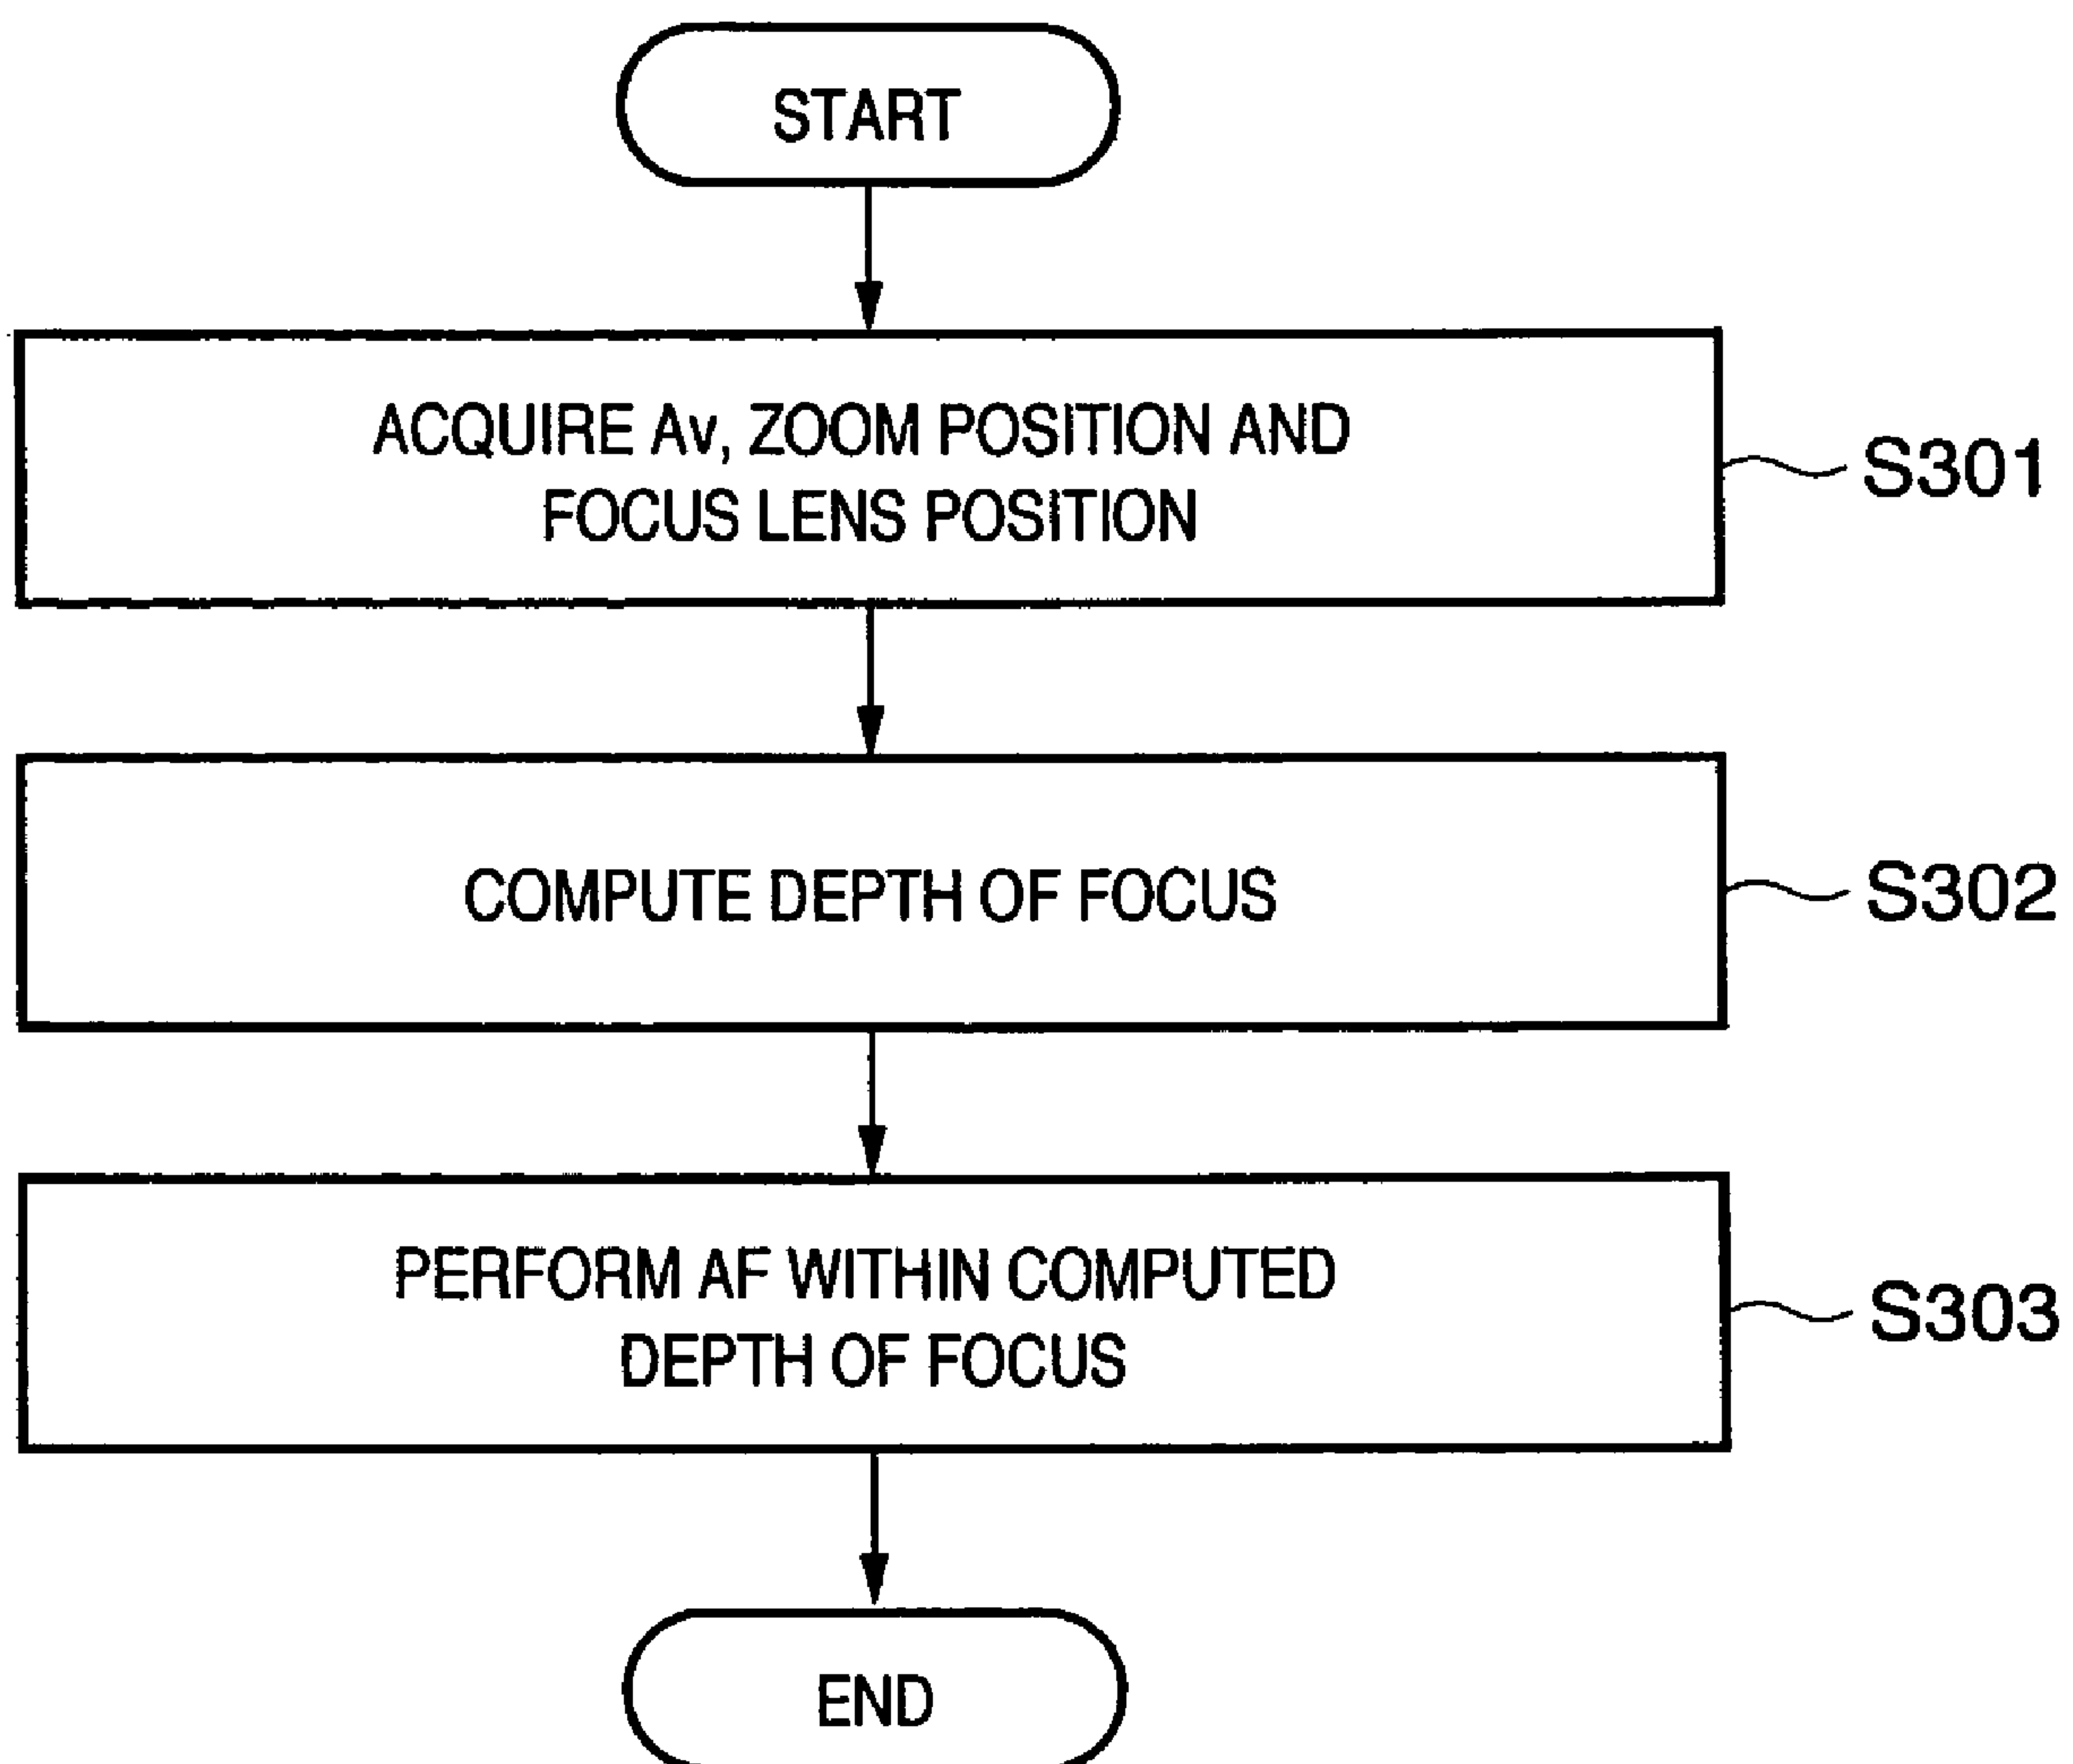 START
ACQUIRE Av, ZOOM POSITION AND
FOCUS LENS POSITION
S301
COMPUTE DEPTH OF FOCUS
S302
PERFORM AF WITHIN COMPUTED
DEPTH OF FOCUS
S303
END